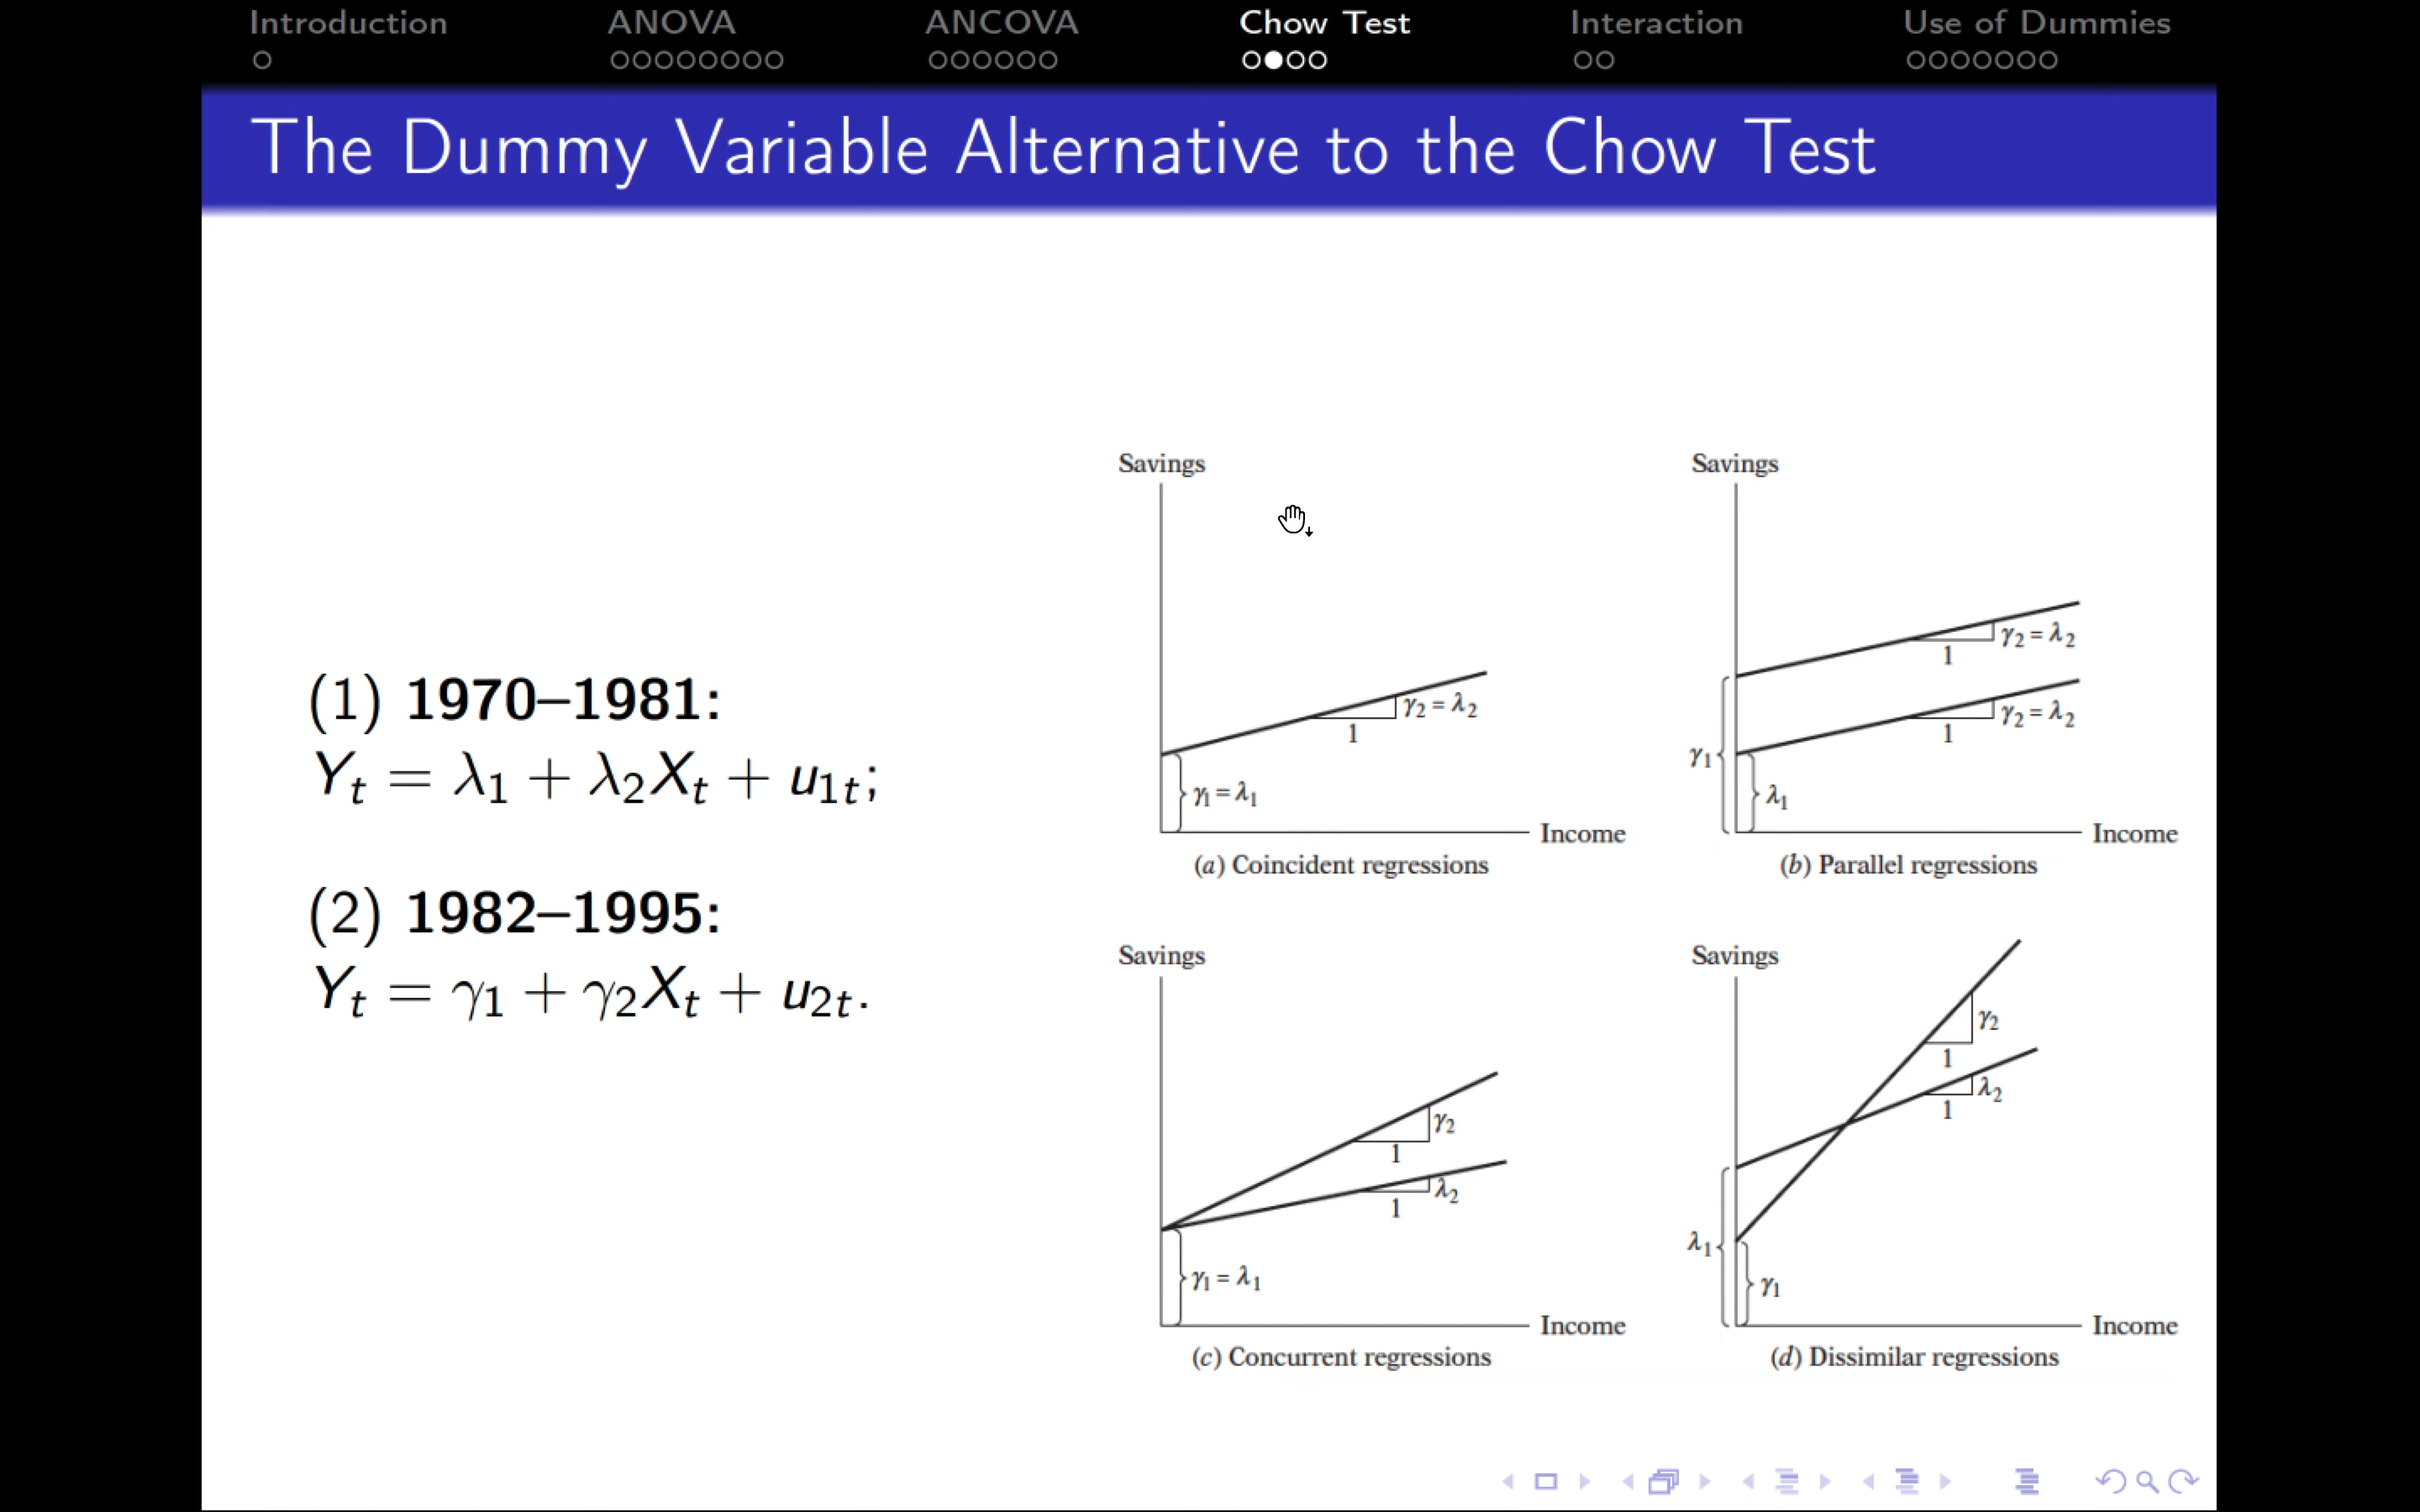 Introduction ANOVA ANCOVA Chow Test Interaction Use of Dummies
The Dummy Variable Alternative to the Chow Test
(1) 1970–1981:
Yₜ = λ₁ + λ₂Xₜ + u₁ₜ;
(2) 1982–1995:
Yₜ = γ₁ + γ₂Xₜ + u₂ₜ.
Savings
γ₂ = λ₂
1
γ₁ = λ₁
Income
(a) Coincident regressions
Savings
γ₂ = λ₂
1
γ₂ = λ₂
1
γ₁
λ₁
Income
(b) Parallel regressions
Savings
γ₂
1
λ₂
1
γ₁ = λ₁
Income
(c) Concurrent regressions
Savings
γ₂
1
λ₂
1
λ₁
γ₁
Income
(d) Dissimilar regressions